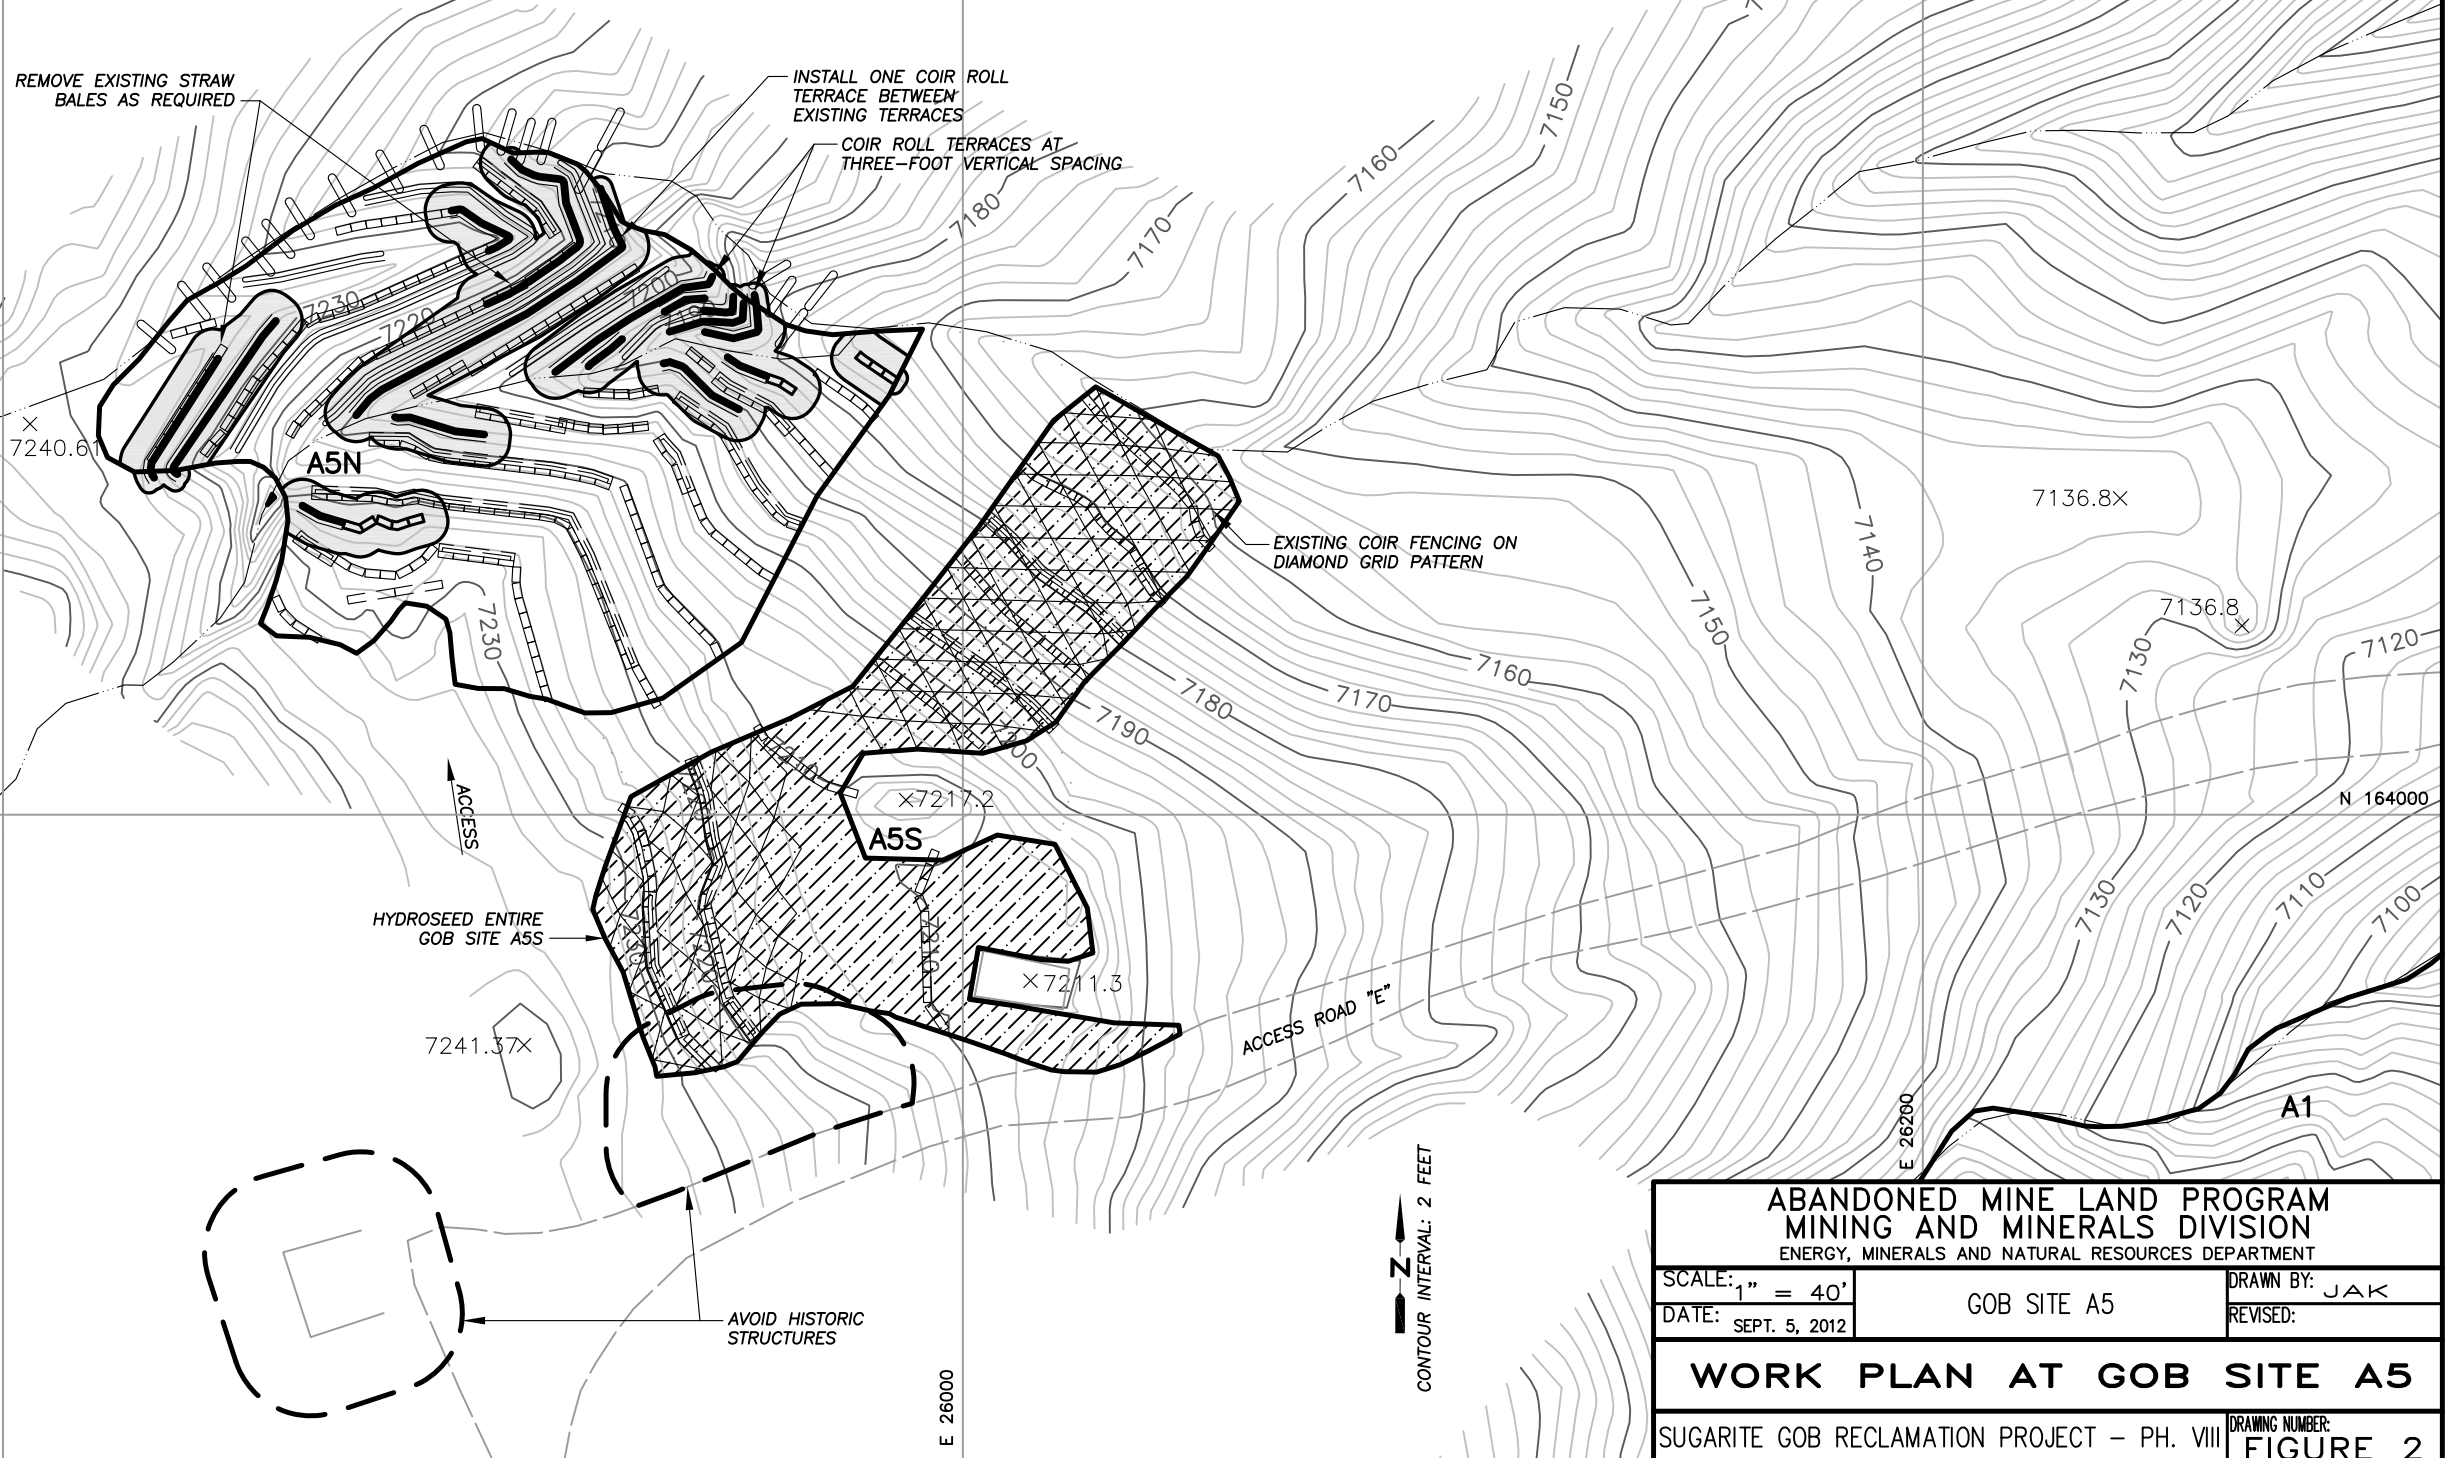 REMOVE EXISTING STRAW
BALES AS REQUIRED
INSTALL ONE COIR ROLL
TERRACE BETWEEN
EXISTING TERRACES
COIR ROLL TERRACES AT
THREE-FOOT VERTICAL SPACING
7150
7160
7180
7170
7230
7220
7200
7240.61
A5N
7136.8
EXISTING COIR FENCING ON
DIAMOND GRID PATTERN
7140
7150
7136.8
7130
7120
7230
7160
7170
7180
7190
7200
7210
7217.2
N 164000
ACCESS
A5S
HYDROSEED ENTIRE
GOB SITE A5S
7230
7220
7210
7211.3
7130
7120
7110
7100
ACCESS ROAD "E"
7241.37
E 26200
A1
AVOID HISTORIC
STRUCTURES
E 26000
N
CONTOUR INTERVAL: 2 FEET
ABANDONED MINE LAND PROGRAM
MINING AND MINERALS DIVISION
ENERGY, MINERALS AND NATURAL RESOURCES DEPARTMENT
SCALE: 1" = 40'
DATE: SEPT. 5, 2012
GOB SITE A5
DRAWN BY: JAK
REVISED:
WORK PLAN AT GOB SITE A5
SUGARITE GOB RECLAMATION PROJECT - PH. VIII
DRAWING NUMBER:
FIGURE 2